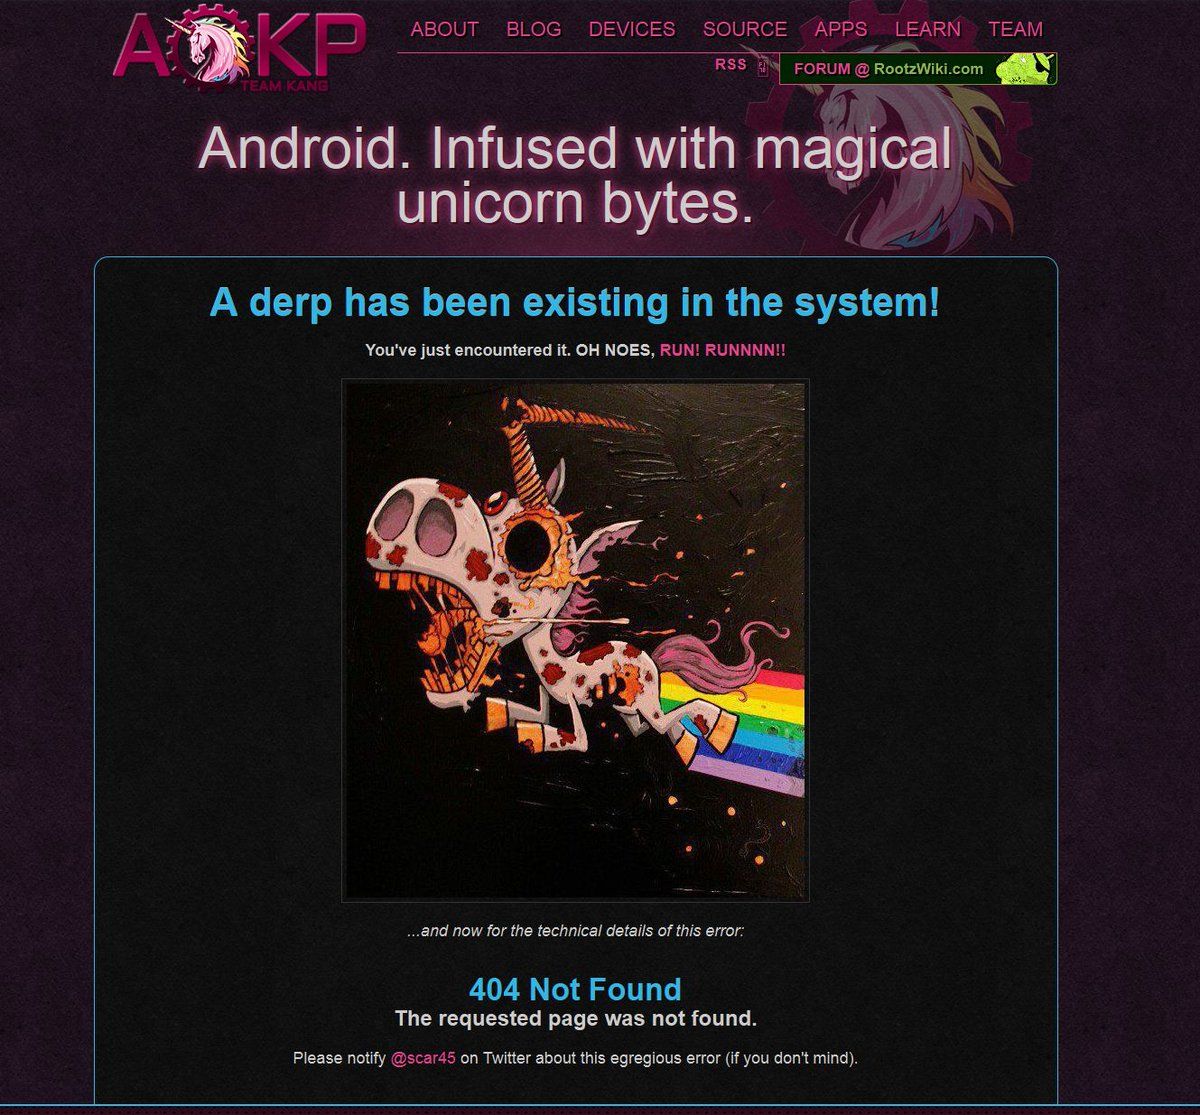 AOKP
TEAM KANG
ABOUT BLOG DEVICES SOURCE APPS LEARN TEAM
RSS FORUM @ RootzWiki.com
Android. Infused with magical
unicorn bytes.
A derp has been existing in the system!
You've just encountered it. OH NOES, RUN! RUNNNN!!
...and now for the technical details of this error:
404 Not Found
The requested page was not found.
Please notify @scar45 on Twitter about this egregious error (if you don't mind).